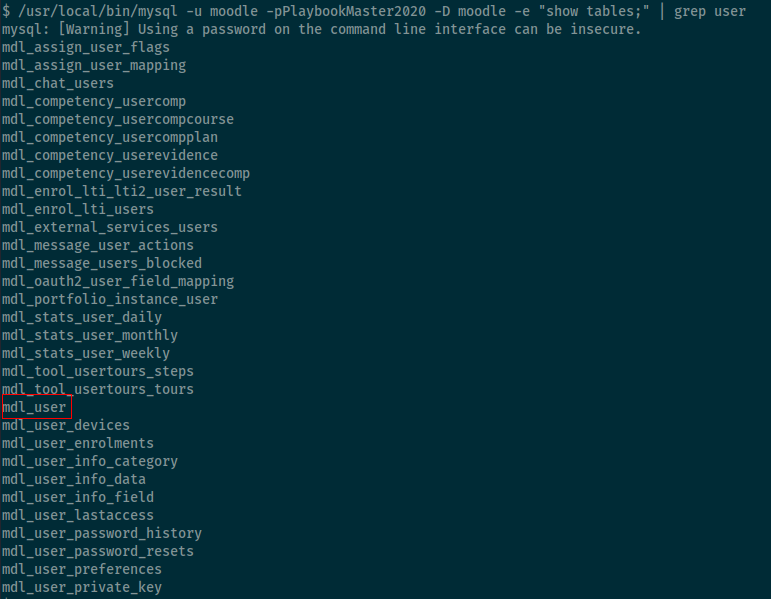 $ /usr/local/bin/mysql -u moodle -pPlaybookMaster2020 -D moodle -e "show tables;" | grep user
mysql: [Warning] Using a password on the command line interface can be insecure.
mdl_assign_user_flags
mdl_assign_user_mapping
mdl_chat_users
mdl_competency_usercomp
mdl_competency_usercompcourse
mdl_competency_usercompplan
mdl_competency_userevidence
mdl_competency_userevidencecomp
mdl_enrol_lti_lti2_user_result
mdl_enrol_lti_users
mdl_external_services_users
mdl_message_user_actions
mdl_message_users_blocked
mdl_oauth2_user_field_mapping
mdl_portfolio_instance_user
mdl_stats_user_daily
mdl_stats_user_monthly
mdl_stats_user_weekly
mdl_tool_usertours_steps
mdl_tool_usertours_tours
mdl_user
mdl_user_devices
mdl_user_enrolments
mdl_user_info_category
mdl_user_info_data
mdl_user_info_field
mdl_user_lastaccess
mdl_user_password_history
mdl_user_password_resets
mdl_user_preferences
mdl_user_private_key